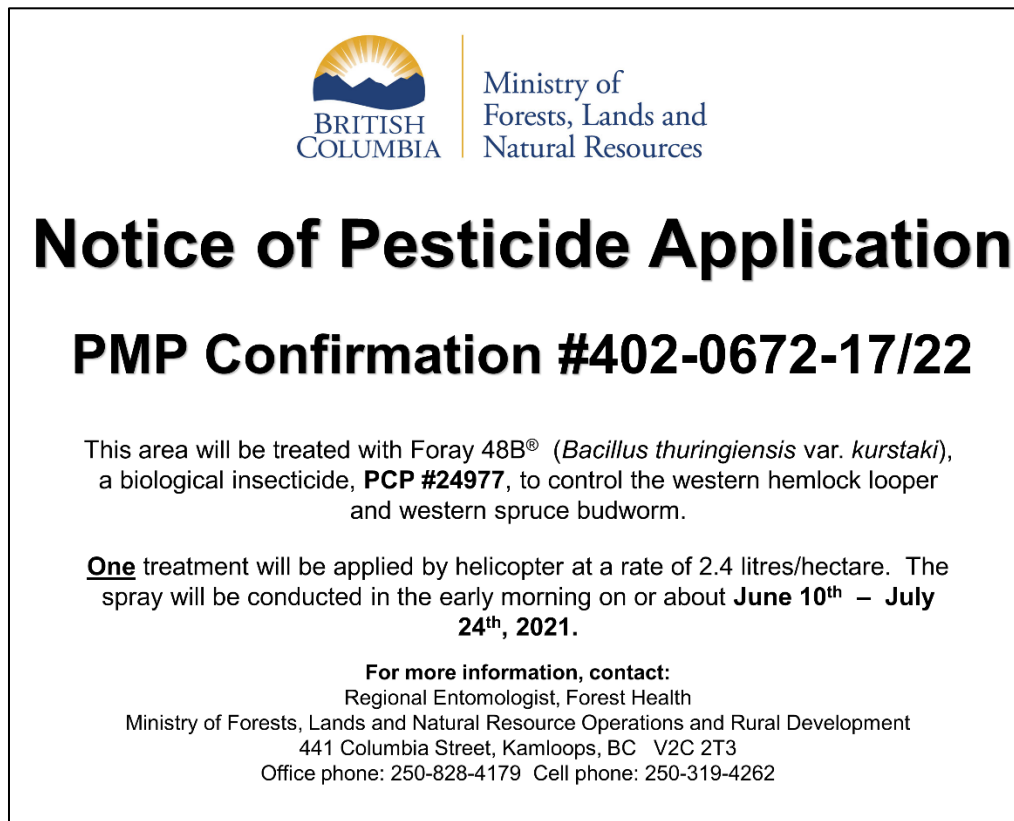 BRITISH
COLUMBIA
Ministry of
Forests, Lands and
Natural Resources
Notice of Pesticide Application
PMP Confirmation #402-0672-17/22
This area will be treated with Foray 48B® (Bacillus thuringiensis var. kurstaki),
a biological insecticide, PCP #24977, to control the western hemlock looper
and western spruce budworm.
One treatment will be applied by helicopter at a rate of 2.4 litres/hectare. The
spray will be conducted in the early morning on or about June 10th – July
24th, 2021.
For more information, contact:
Regional Entomologist, Forest Health
Ministry of Forests, Lands and Natural Resource Operations and Rural Development
441 Columbia Street, Kamloops, BC V2C 2T3
Office phone: 250-828-4179 Cell phone: 250-319-4262